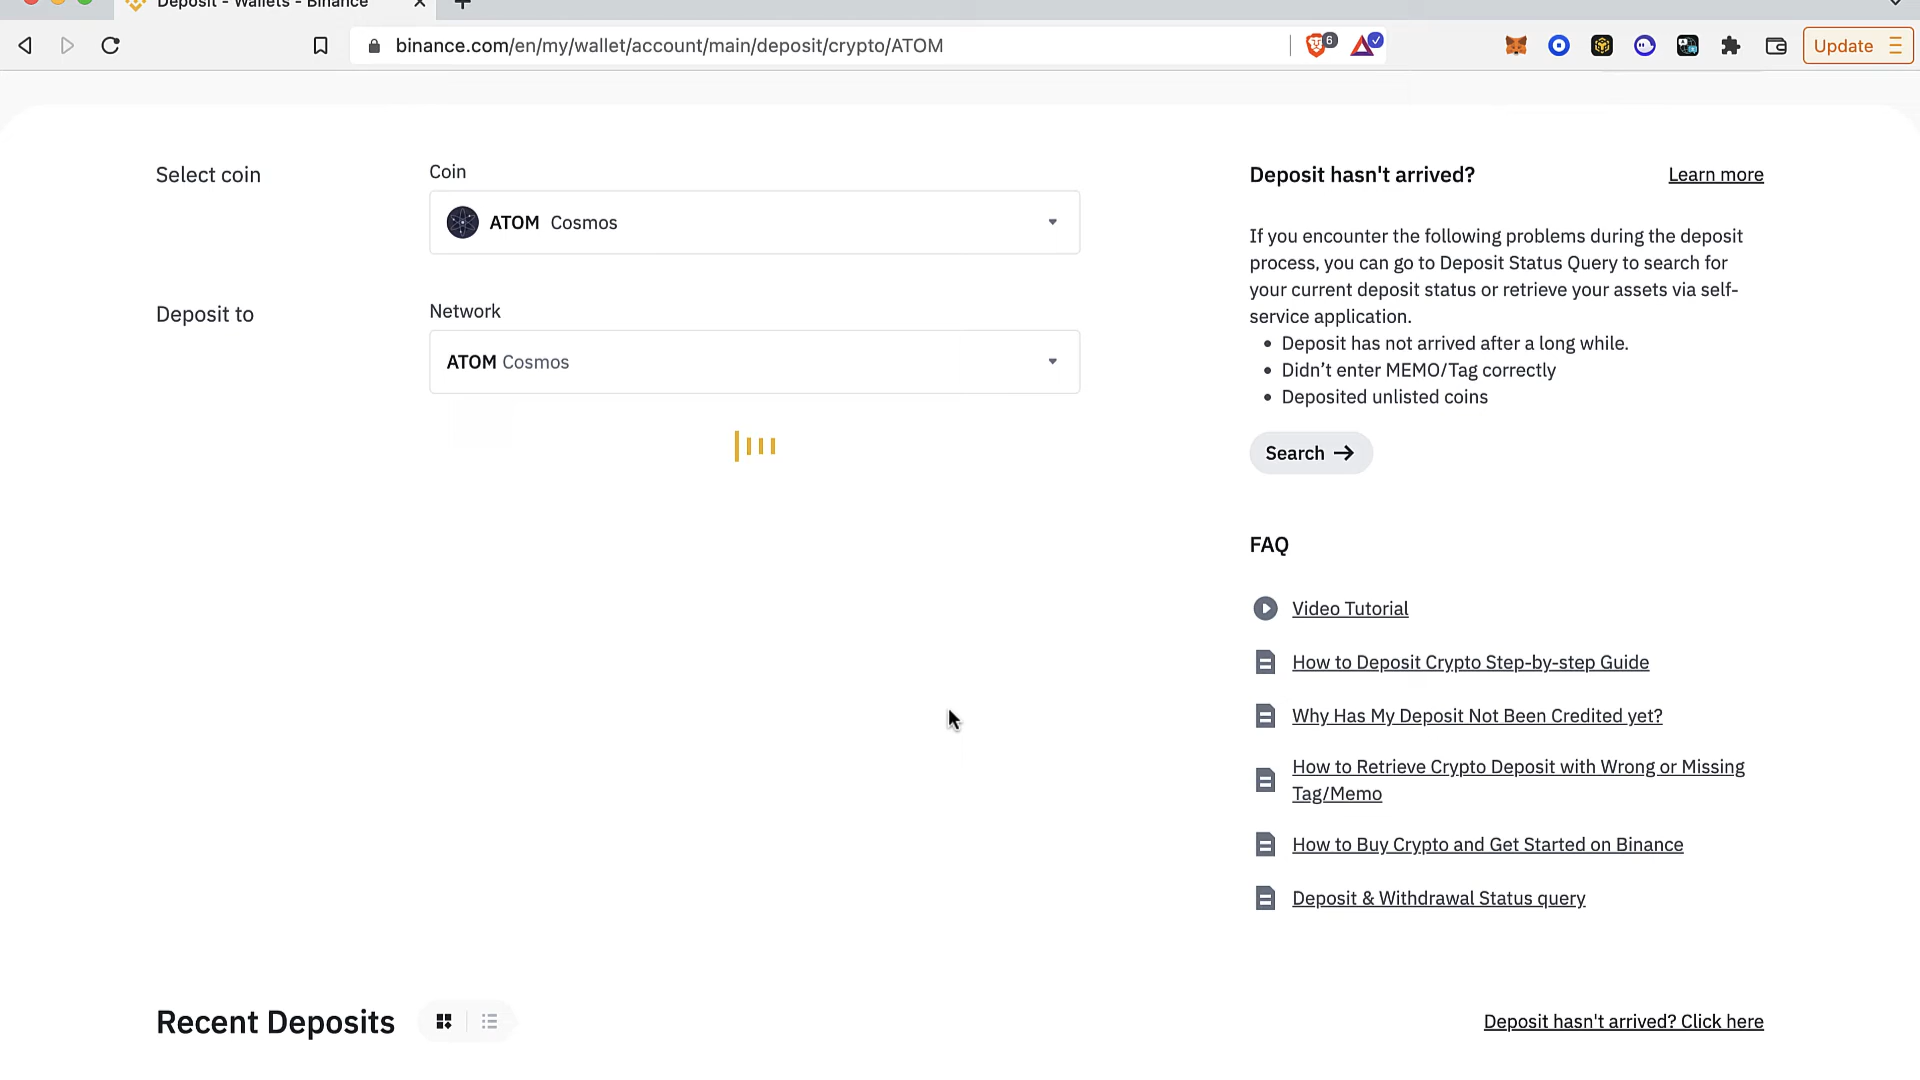 Deposit - Wallets - Binance
binance.com/en/my/wallet/account/main/deposit/crypto/ATOM
6
Update
Select coin
Coin
ATOM Cosmos
Deposit to
Network
ATOM Cosmos
Deposit hasn't arrived?
Learn more
If you encounter the following problems during the deposit
process, you can go to Deposit Status Query to search for
your current deposit status or retrieve your assets via self-
service application.
Deposit has not arrived after a long while.
Didn’t enter MEMO/Tag correctly
Deposited unlisted coins
Search
FAQ
Video Tutorial
How to Deposit Crypto Step-by-step Guide
Why Has My Deposit Not Been Credited yet?
How to Retrieve Crypto Deposit with Wrong or Missing
Tag/Memo
How to Buy Crypto and Get Started on Binance
Deposit & Withdrawal Status query
Recent Deposits
Deposit hasn't arrived? Click here